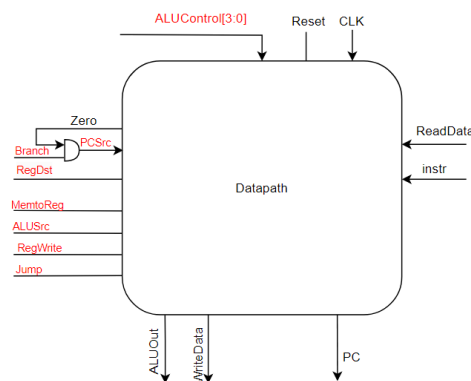 ALUControl[3:0]
Reset
CLK
Zero
Branch
PCSrc
ReadData
RegDst
instr
Datapath
MemtoReg
ALUSrc
RegWrite
Jump
ALUOut
WriteData
PC